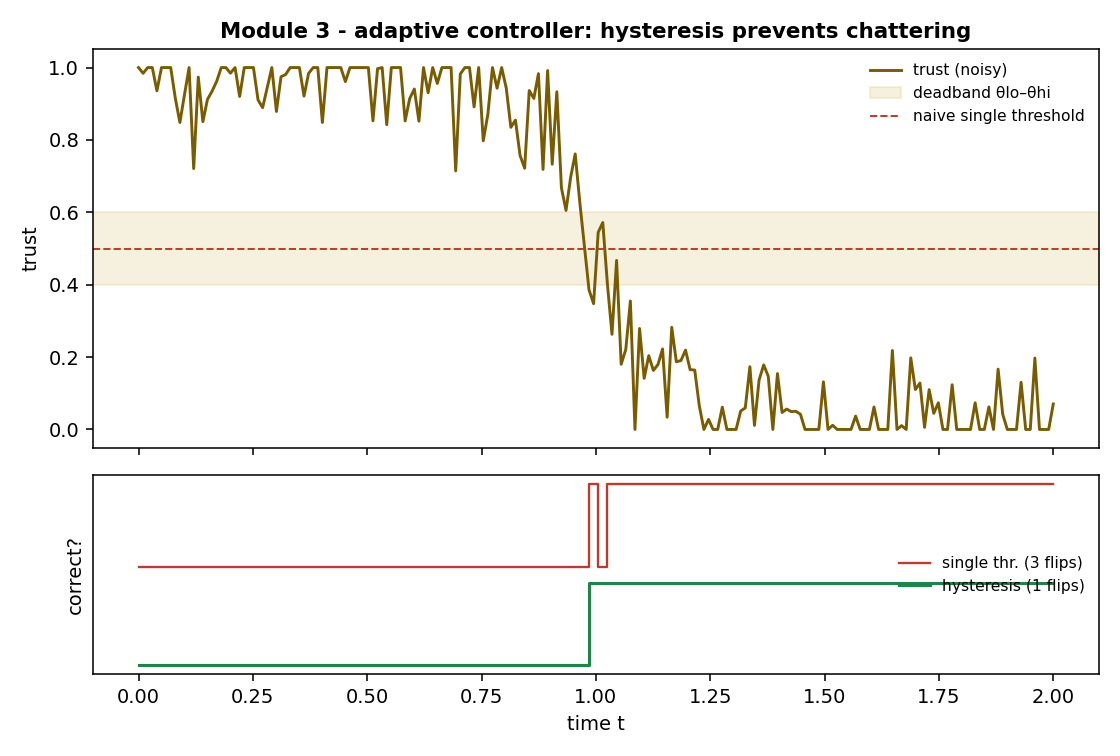 Module 3 - adaptive controller: hysteresis prevents chattering
trust (noisy)
deadband θlo–θhi
naive single threshold
trust
1.0
0.8
0.6
0.4
0.2
0.0
single thr. (3 flips)
hysteresis (1 flips)
correct?
0.00 0.25 0.50 0.75 1.00 1.25 1.50 1.75 2.00
time t